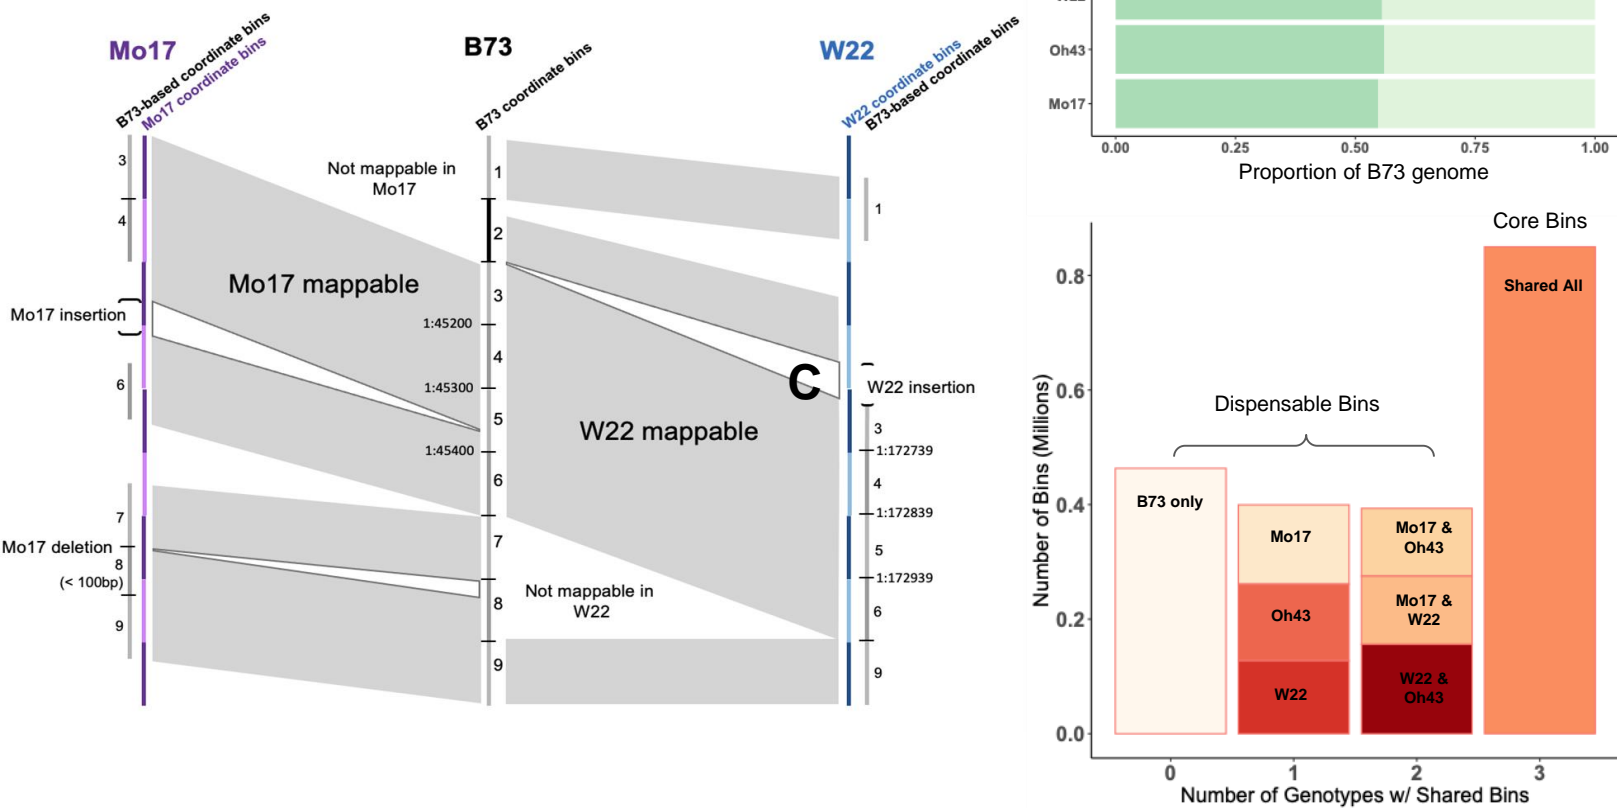 Mo17
B73-based coordinate bins
Mo17 coordinate bins
B73
B73 coordinate bins
W22
W22 coordinate bins
B73-based coordinate bins
3
4
Mo17 insertion
6
7
Mo17 deletion
8
(< 100bp)
9
Not mappable in
Mo17
Mo17 mappable
1
2
3
1:45200
4
1:45300
5
1:45400
6
7
8
9
W22 mappable
Not mappable in
W22
C
1
W22 insertion
3
1:172739
4
1:172839
5
1:172939
6
9
Oh43
Mo17
0.00
0.25
0.50
0.75
1.00
Proportion of B73 genome
Core Bins
Shared All
Dispensable Bins
B73 only
Mo17
Oh43
W22
Mo17 &
Oh43
Mo17 &
W22
W22 &
Oh43
Number of Bins (Millions)
0.8
0.6
0.4
0.2
0.0
0
1
2
3
Number of Genotypes w/ Shared Bins